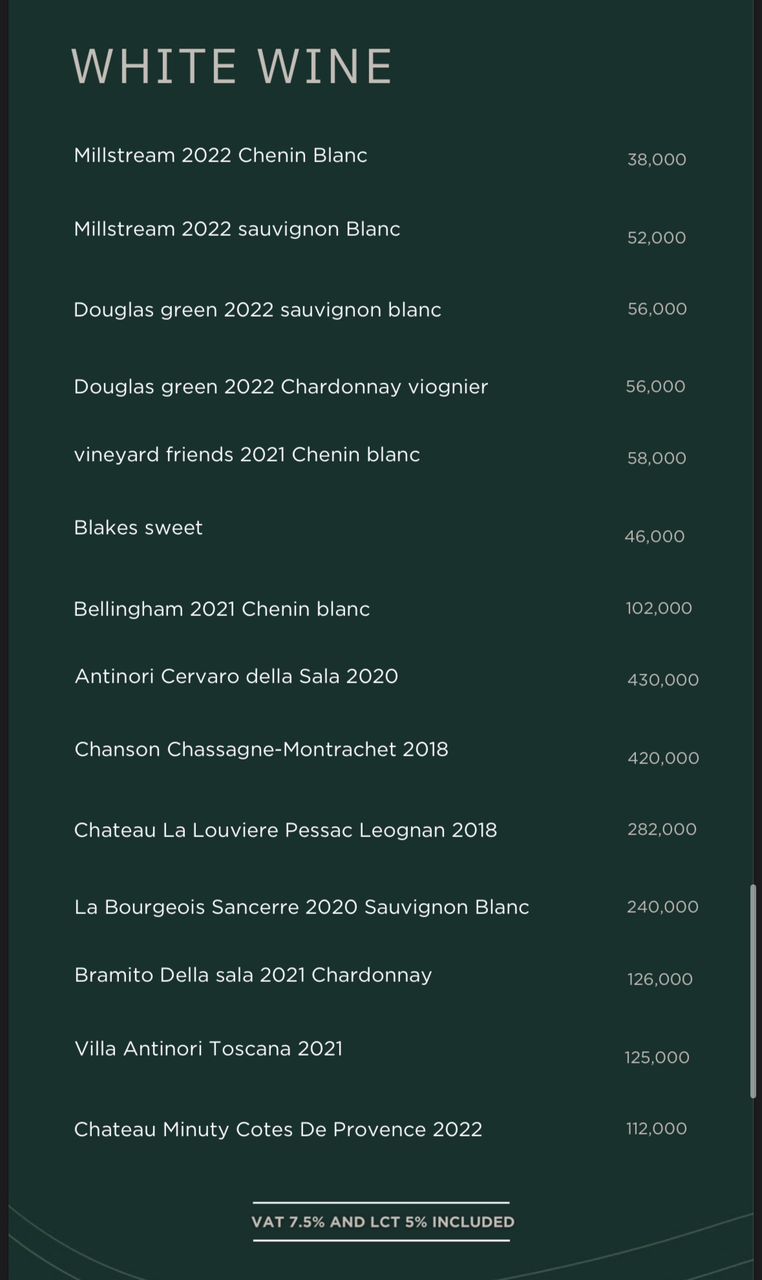 WHITE WINE
Millstream 2022 Chenin Blanc 38,000
Millstream 2022 sauvignon Blanc 52,000
Douglas green 2022 sauvignon blanc 56,000
Douglas green 2022 Chardonnay viognier 56,000
vineyard friends 2021 Chenin blanc 58,000
Blakes sweet 46,000
Bellingham 2021 Chenin blanc 102,000
Antinori Cervaro della Sala 2020 430,000
Chanson Chassagne-Montrachet 2018 420,000
Chateau La Louviere Pessac Leognan 2018 282,000
La Bourgeois Sancerre 2020 Sauvignon Blanc 240,000
Bramito Della sala 2021 Chardonnay 126,000
Villa Antinori Toscana 2021 125,000
Chateau Minuty Cotes De Provence 2022 112,000
VAT 7.5% AND LCT 5% INCLUDED